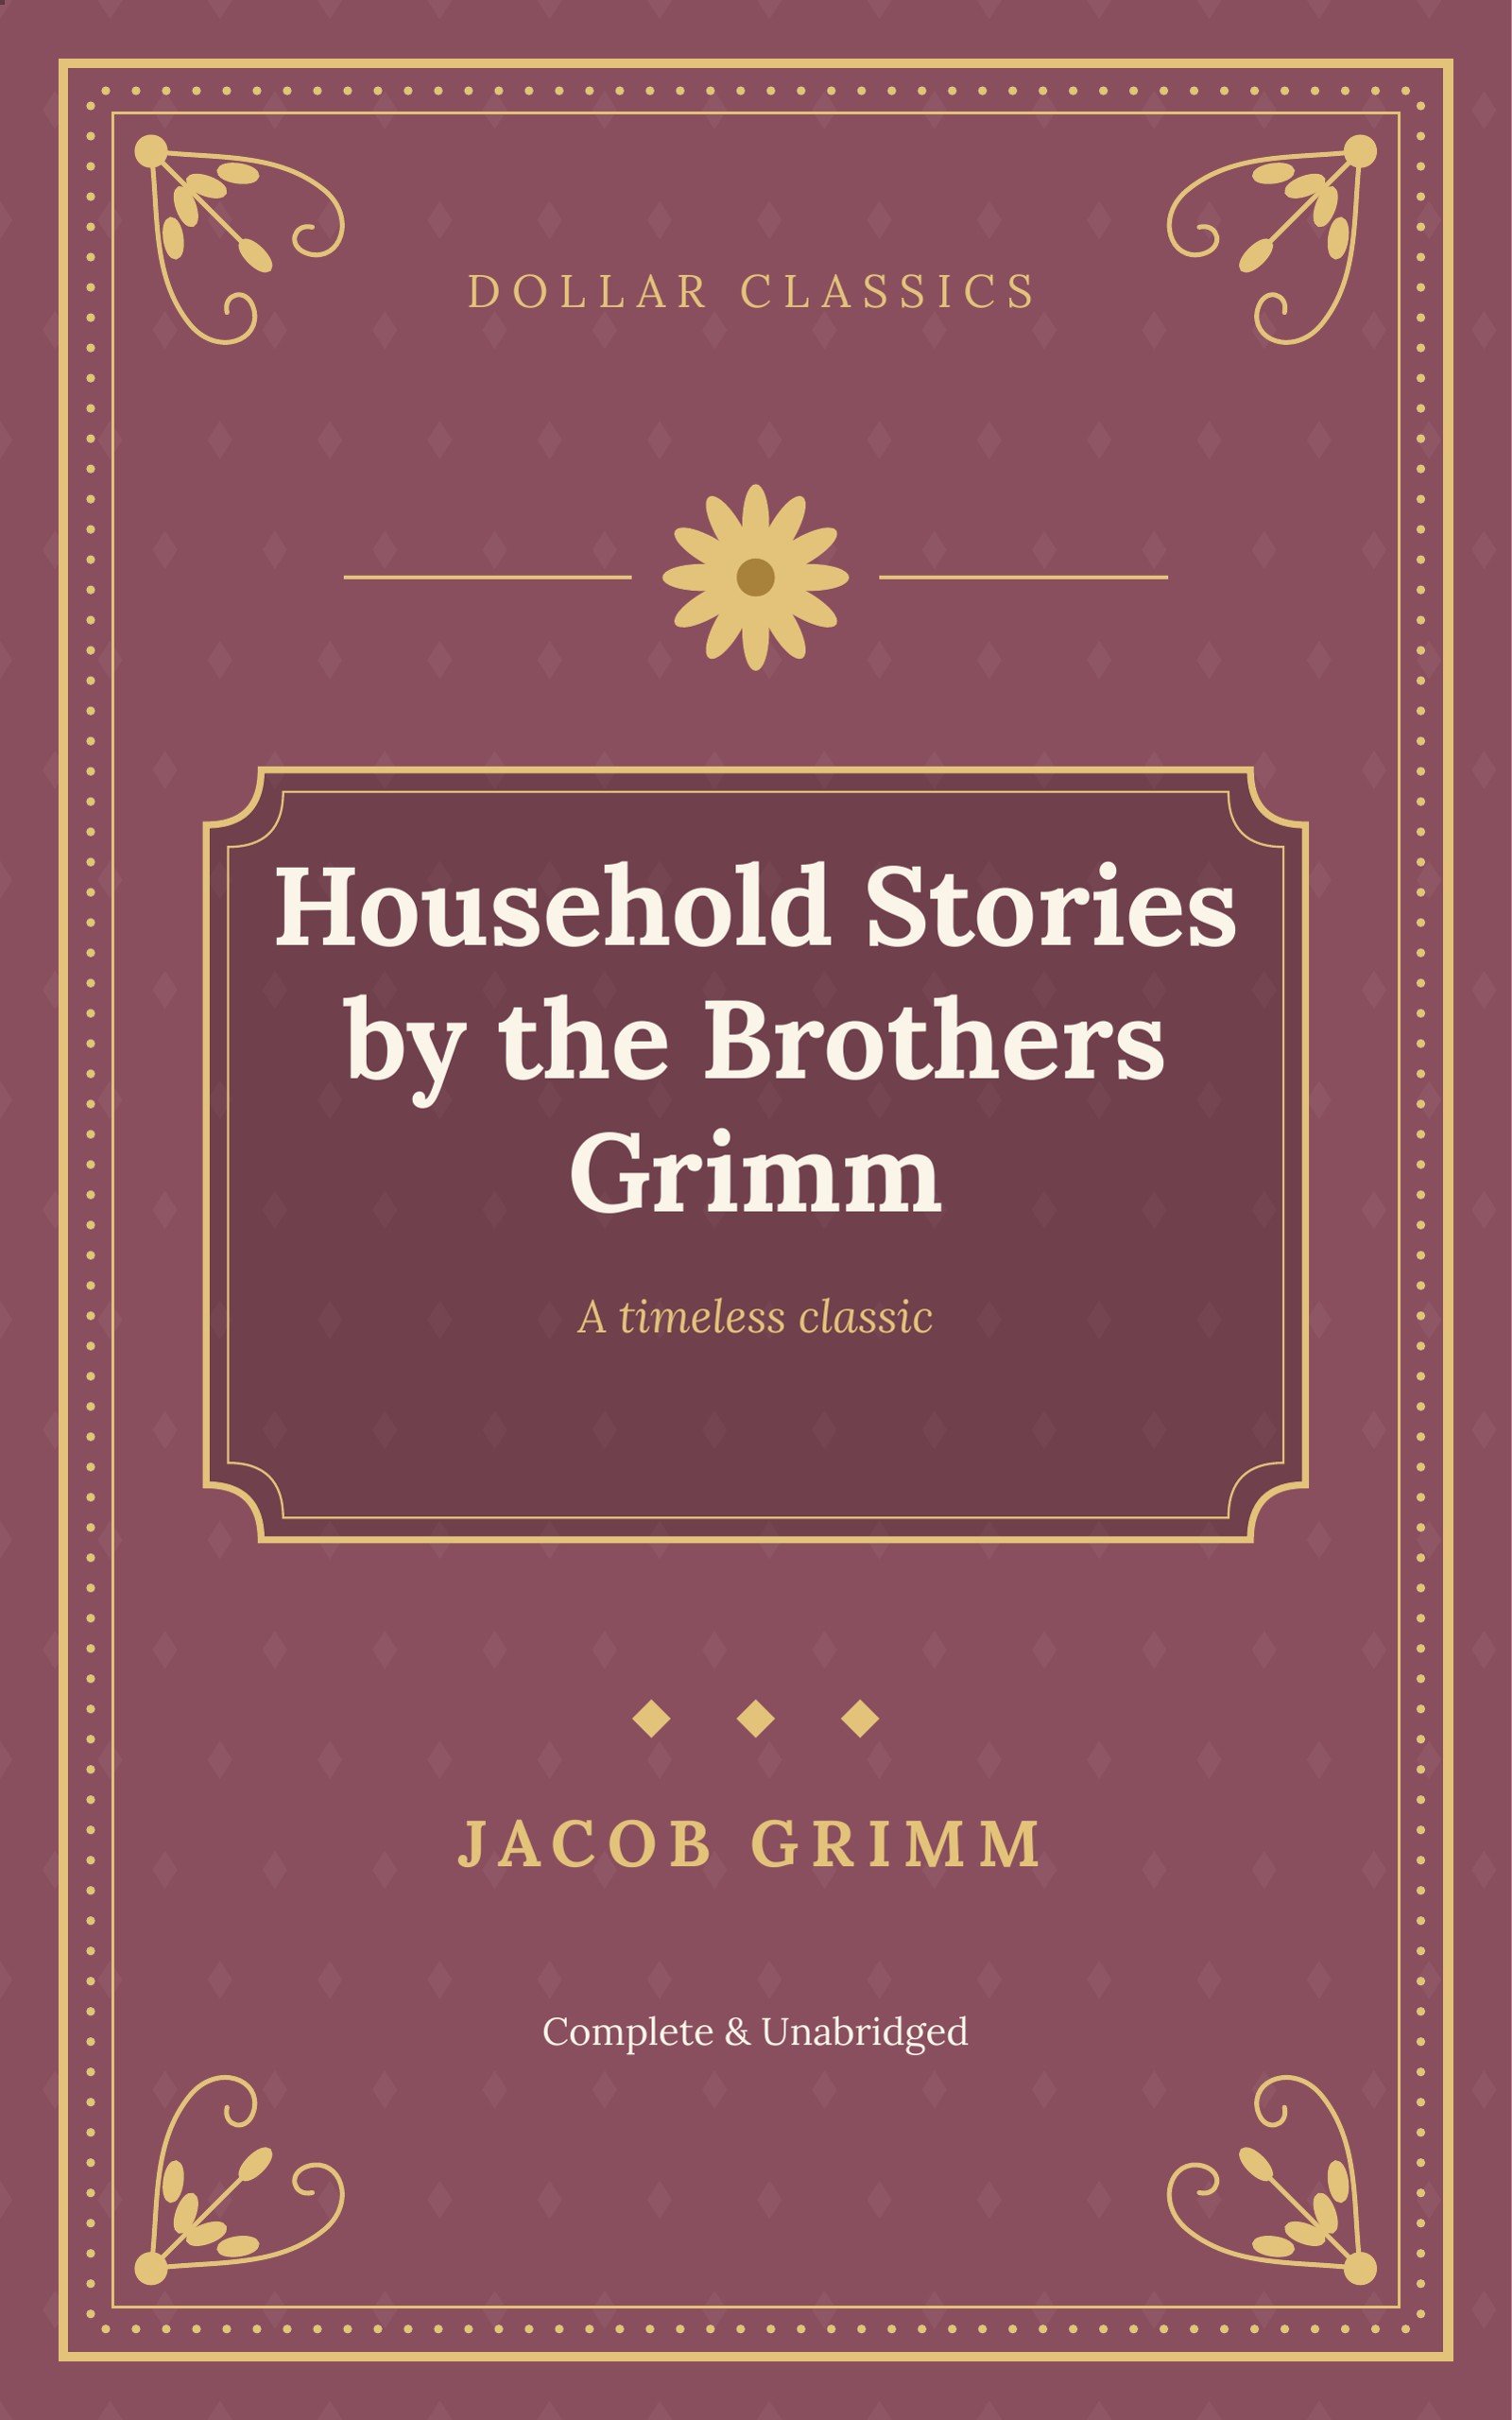 DOLLAR CLASSICS
Household Stories
by the Brothers
Grimm
A timeless classic
JACOB GRIMM
Complete & Unabridged